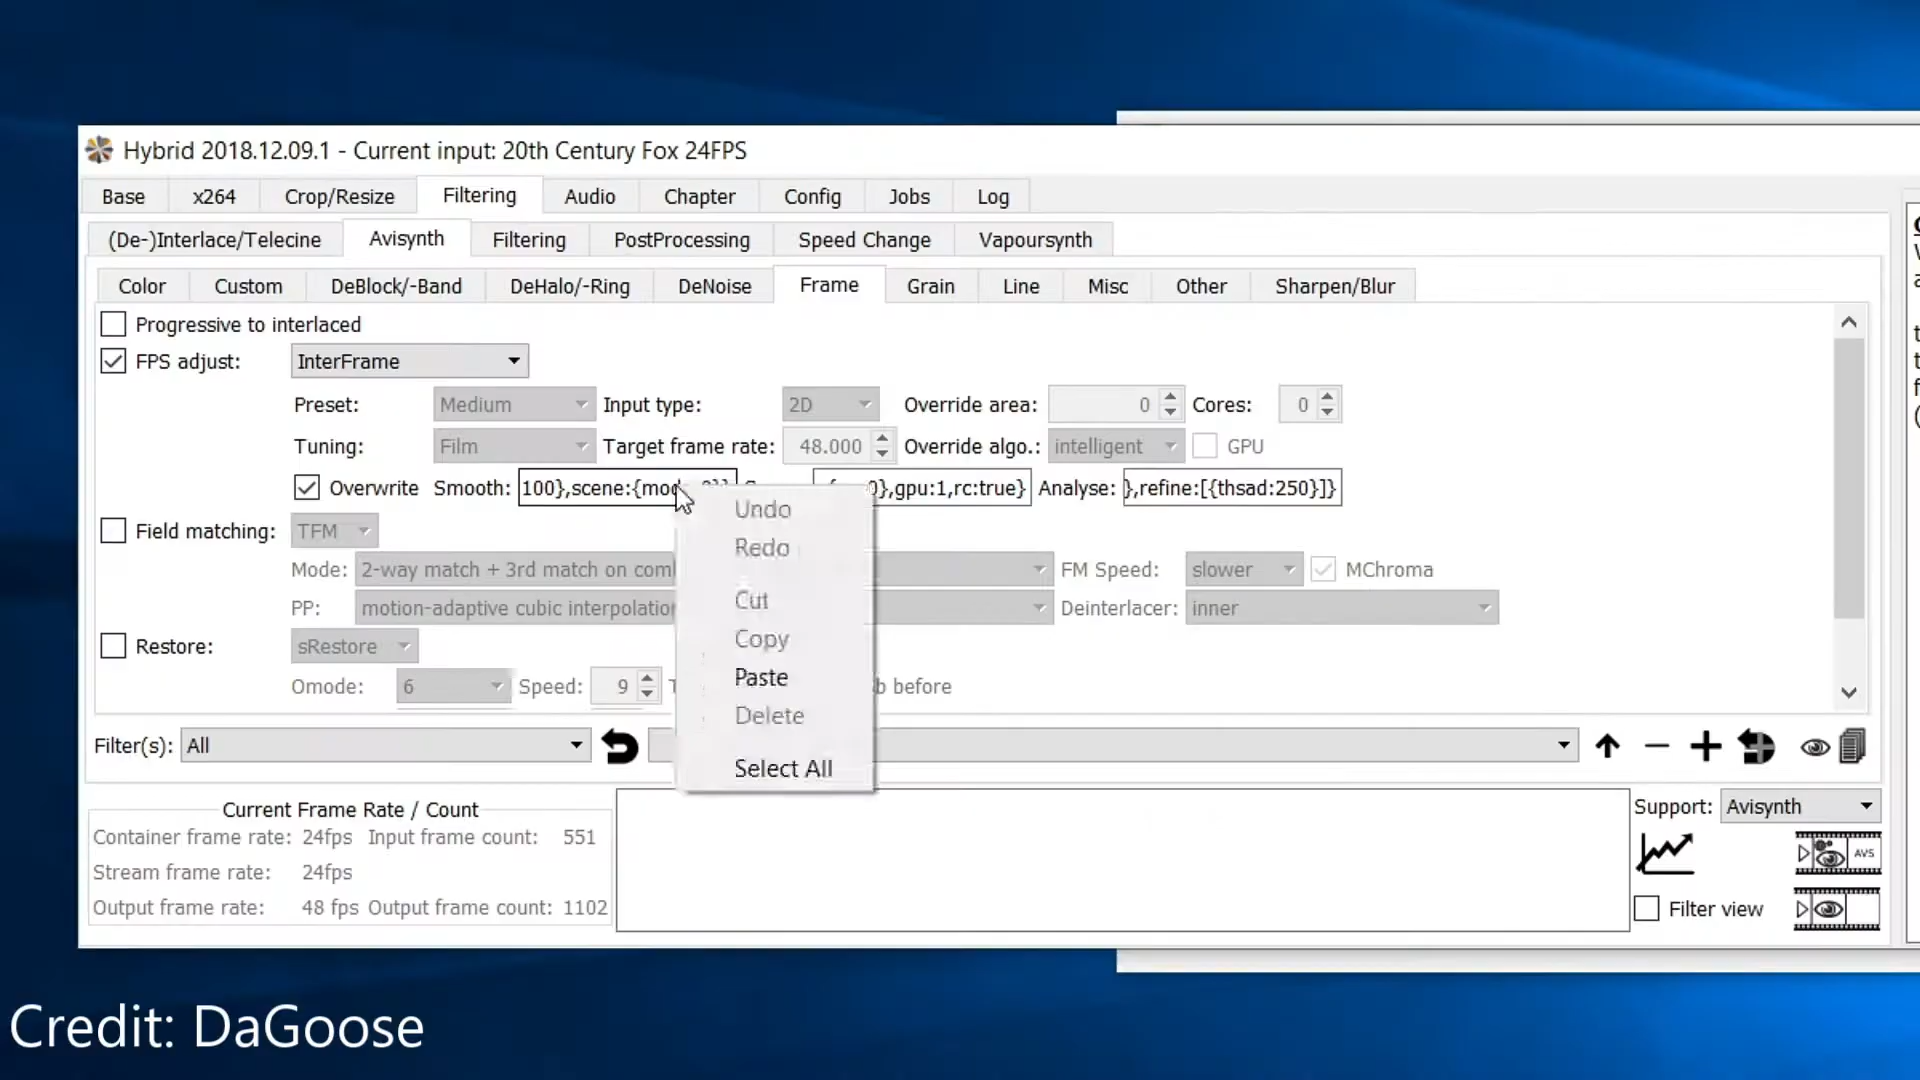 Hybrid 2018.12.09.1 - Current input: 20th Century Fox 24FPS
Base x264 Crop/Resize Filtering Audio Chapter Config Jobs Log
(De-)Interlace/Telecine Avisynth Filtering PostProcessing Speed Change Vapoursynth
Color Custom DeBlock/-Band DeHalo/-Ring DeNoise Frame Grain Line Misc Other Sharpen/Blur
Progressive to interlaced
FPS adjust: InterFrame
Preset: Medium Input type: 2D Override area: 0 Cores: 0
Tuning: Film Target frame rate: 48.000 Override algo.: intelligent GPU
Overwrite Smooth: 100},scene:{mod 0},gpu:1,rc:true} Analyse: },refine:[{thsad:250}]}
Undo
Field matching: TFM
Redo
Mode: 2-way match + 3rd match on FM Speed: slower MChroma
Cut
PP: motion-adaptive cubic interpolation Deinterlacer: inner
Copy
Restore: sRestore
Paste
Omode: 6 Speed: 9 before
Delete
Filter(s): All
Select All
Current Frame Rate / Count
Support: Avisynth
Container frame rate: 24fps Input frame count: 551
AVS
Stream frame rate: 24fps
Output frame rate: 48 fps Output frame count: 1102
Filter view
Credit: DaGoose